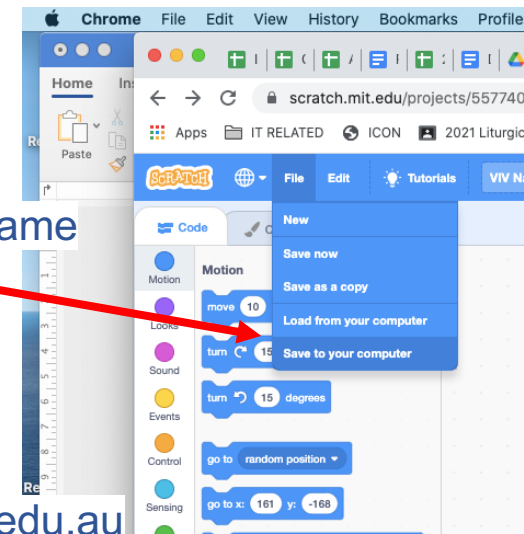 Chrome File Edit View History Bookmarks Profile
Home
scratch.mit.edu/projects/557740
Apps IT RELATED ICON 2021 Liturgic
Paste
SCRATCH File Edit Tutorials VIV Na
New
Code
ame
Save now
Motion
Motion
Save as a copy
move 10
Load from your computer
Looks
turn 15
Save to your computer
Sound
turn 15 degrees
Events
Control
go to random position
Sensing
go to x: 161 y: -168
edu.au